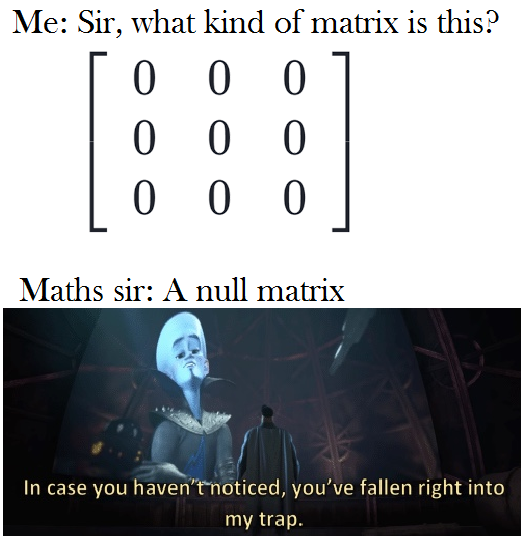 Me: Sir, what kind of matrix is this?
0 0 0
0 0 0
0 0 0
Maths sir: A null matrix
In case you haven't noticed, you've fallen right into
my trap.